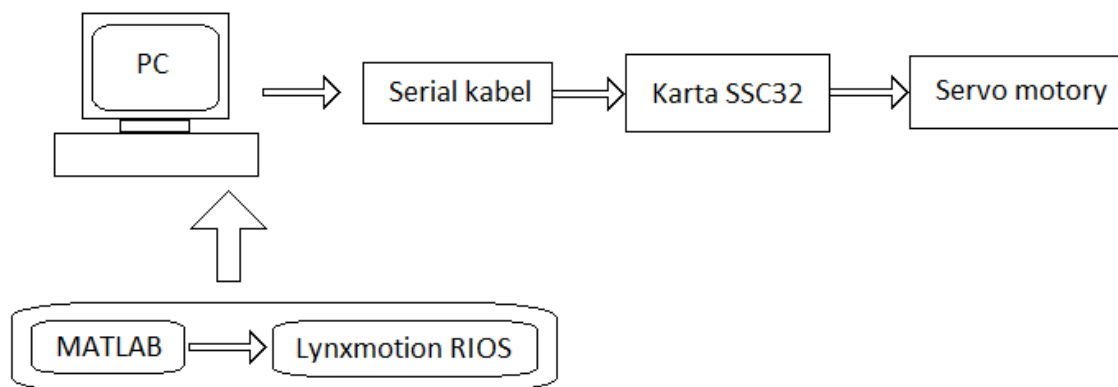 PC
Serial kabel
Karta SSC32
Servo motory
MATLAB
Lynxmotion RIOS